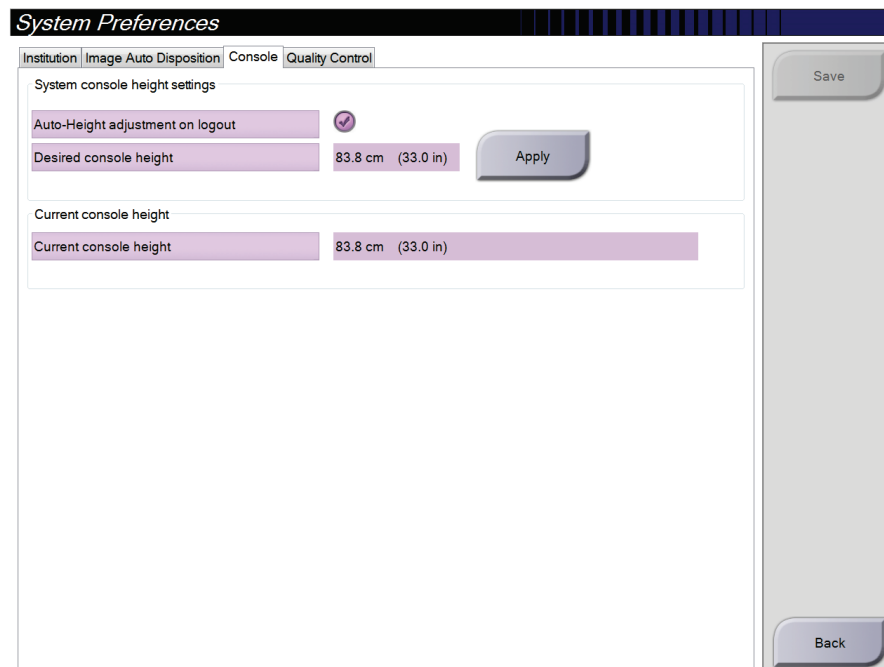 System Preferences
Institution Image Auto Disposition Console Quality Control
Save
System console height settings
Auto-Height adjustment on logout
Desired console height 83.8 cm (33.0 in) Apply
Current console height
Current console height 83.8 cm (33.0 in)
Back